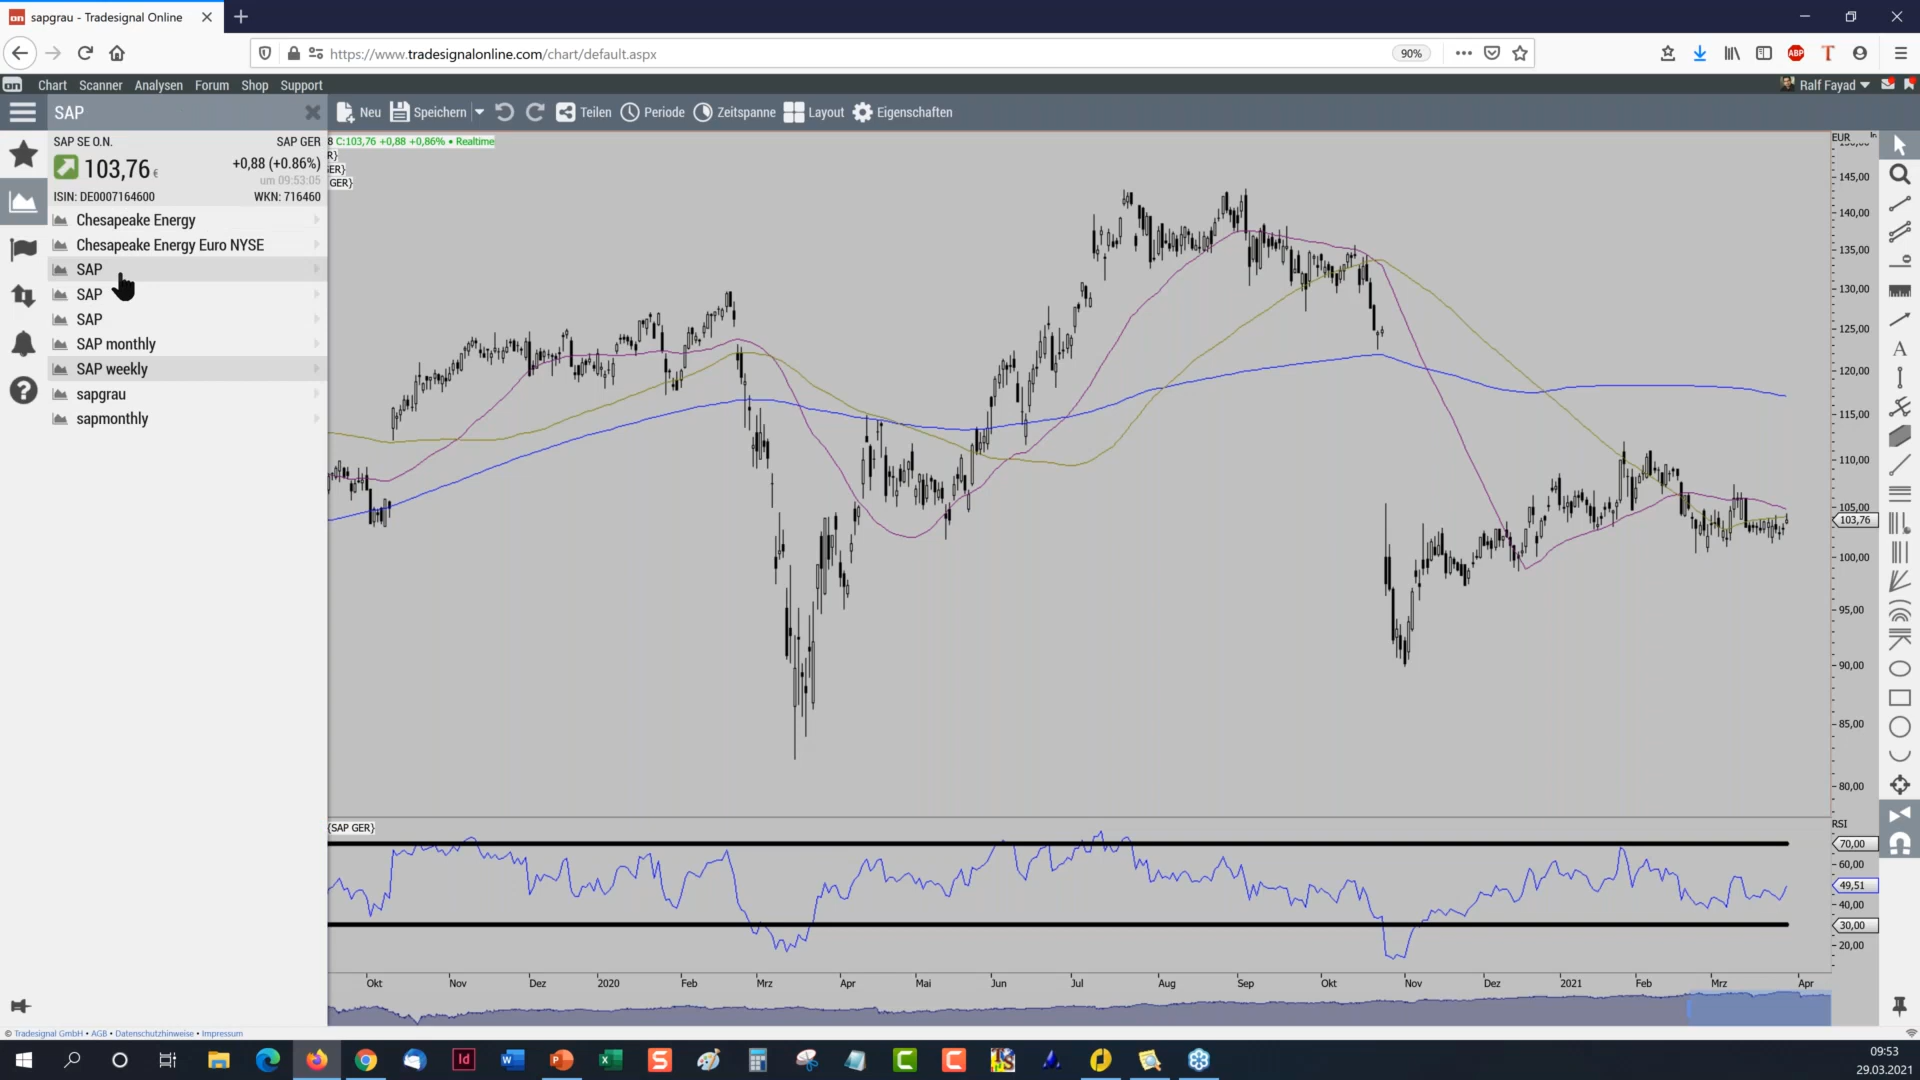 sapgrau - Tradesignal Online
https://www.tradesignalonline.com/chart/default.aspx
90%
ABP
T
on
Chart Scanner Analysen Forum Shop Support
Ralf Fayad
SAP
Neu Speichern Teilen Periode Zeitspanne Layout Eigenschaften
SAP SE O.N. SAP GER
103,76 € +0,88 (+0.86%)
um 09:53:05
ISIN: DE0007164600 WKN: 716460
Chesapeake Energy
Chesapeake Energy Euro NYSE
SAP
SAP
SAP
SAP monthly
SAP weekly
sapgrau
sapmonthly
8 C:103,76 +0,88 +0,86% • Realtime
R}
ER}
GER}
EUR
145,00
140,00
135,00
130,00
125,00
120,00
115,00
110,00
105,00
103,76
100,00
95,00
90,00
85,00
80,00
{SAP GER}
RSI
70,00
60,00
49,51
40,00
30,00
20,00
Okt Nov Dez 2020 Feb Mrz Apr Mai Jun Jul Aug Sep Okt Nov Dez 2021 Feb Mrz Apr
© Tradesignal GmbH • AGB • Datenschutzhinweise • Impressum
09:53
29.03.2021